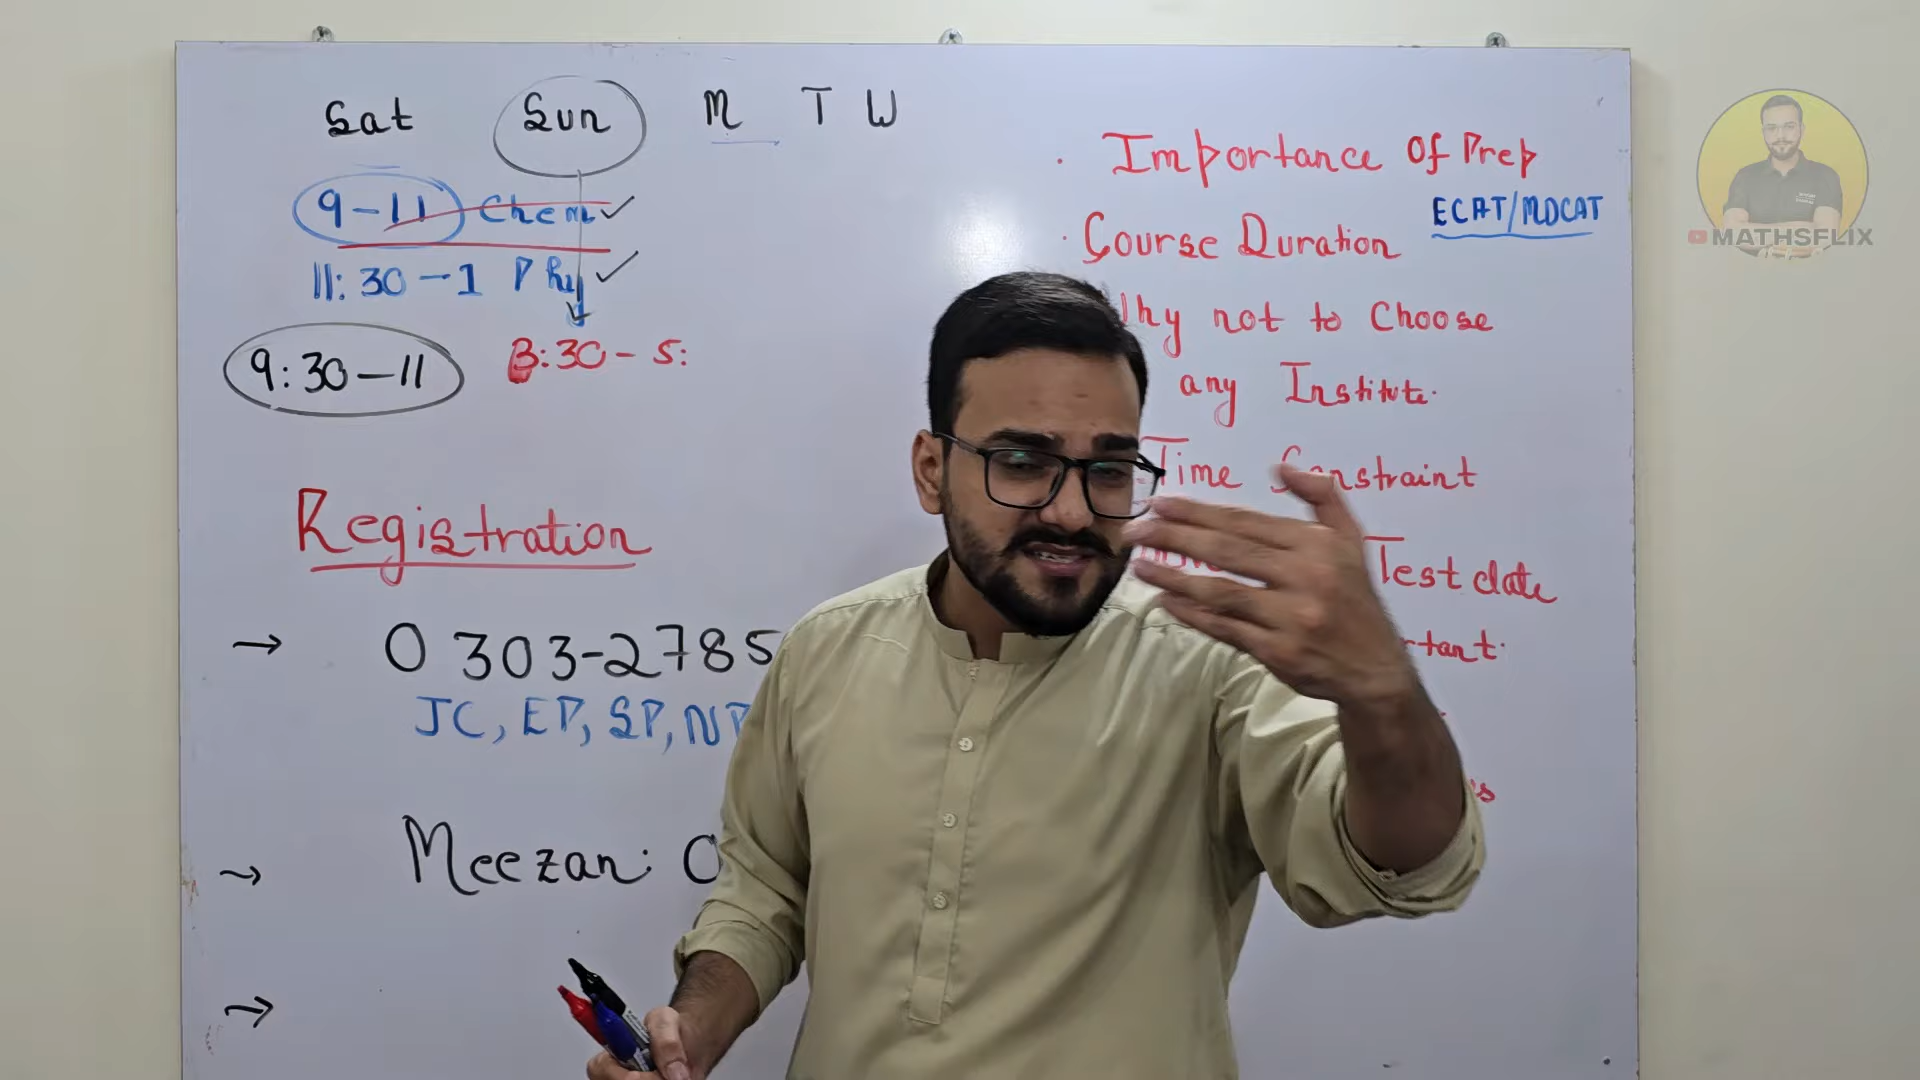 Sat Sun M T W
9-11 Chem
11:30-1 Phy
9:30-11 3:30-5:
Registration
→ 0303-2785
JC, EP, SP, NP
→ Meezan: 0
→
· Importance Of Prep
ECAT/MDCAT
· Course Duration
not to Choose
any Institute.
Time Constraint
Test date
MATHSFLIX